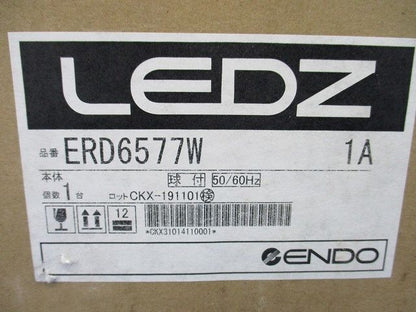 LEDZ
品番 ERD6577W 1A
本体 球付 50/60Hz
個数 1台 ロット CKX-191101 検
12
*CKX31014110001*
ENDO